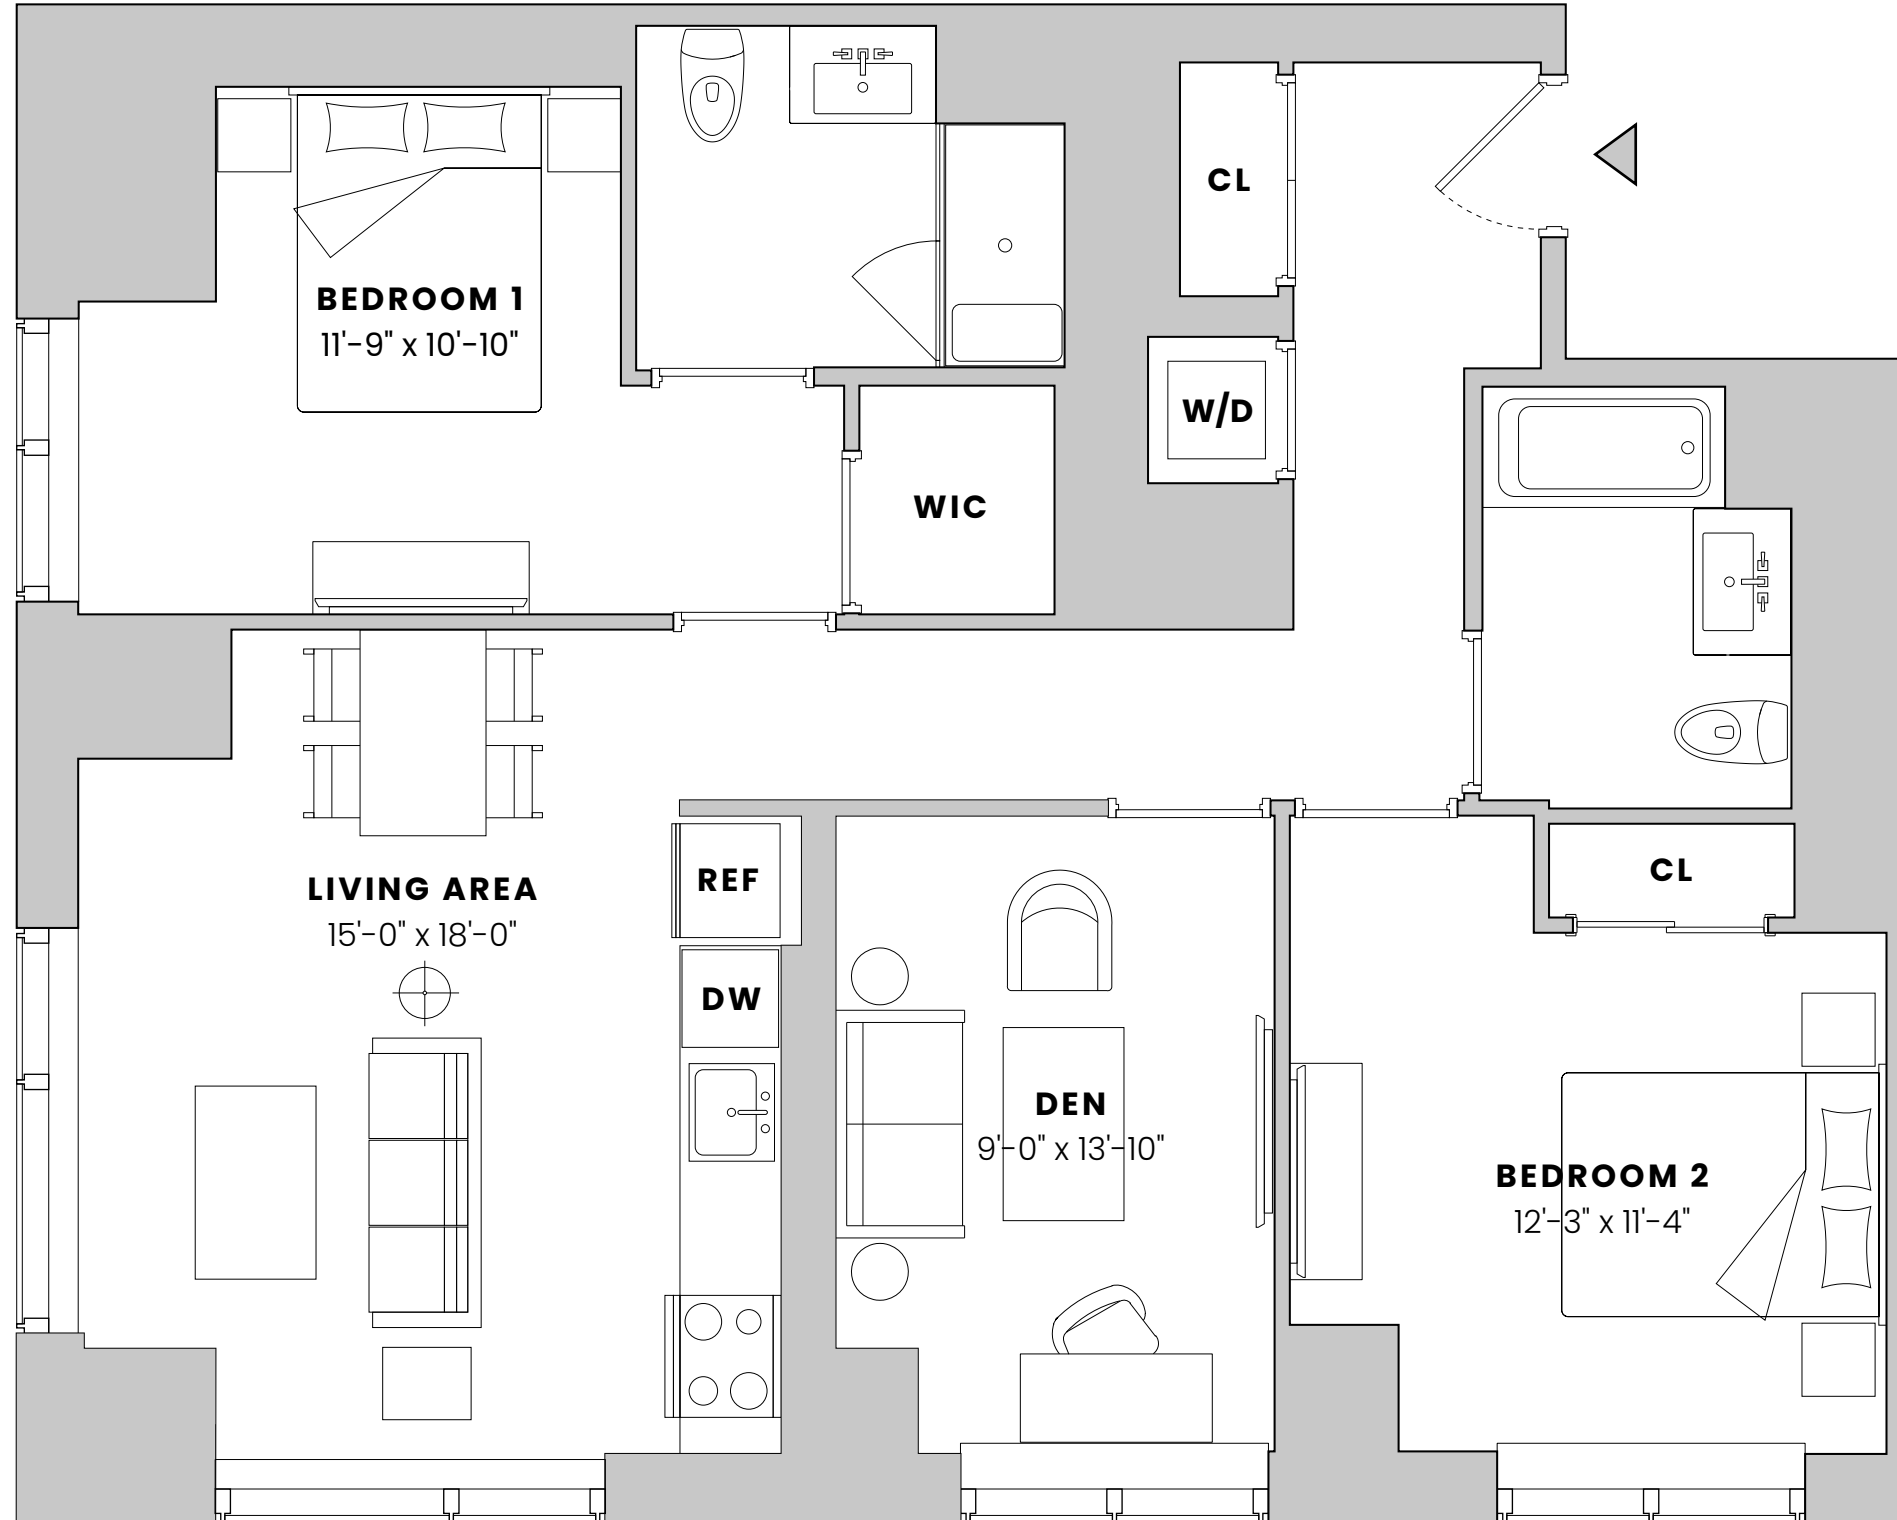 CL
BEDROOM 1
11'-9" x 10'-10"
W/D
WIC
LIVING AREA
15'-0" x 18'-0"
REF
CL
DW
DEN
9'-0" x 13'-10"
BEDROOM 2
12'-3" x 11'-4"